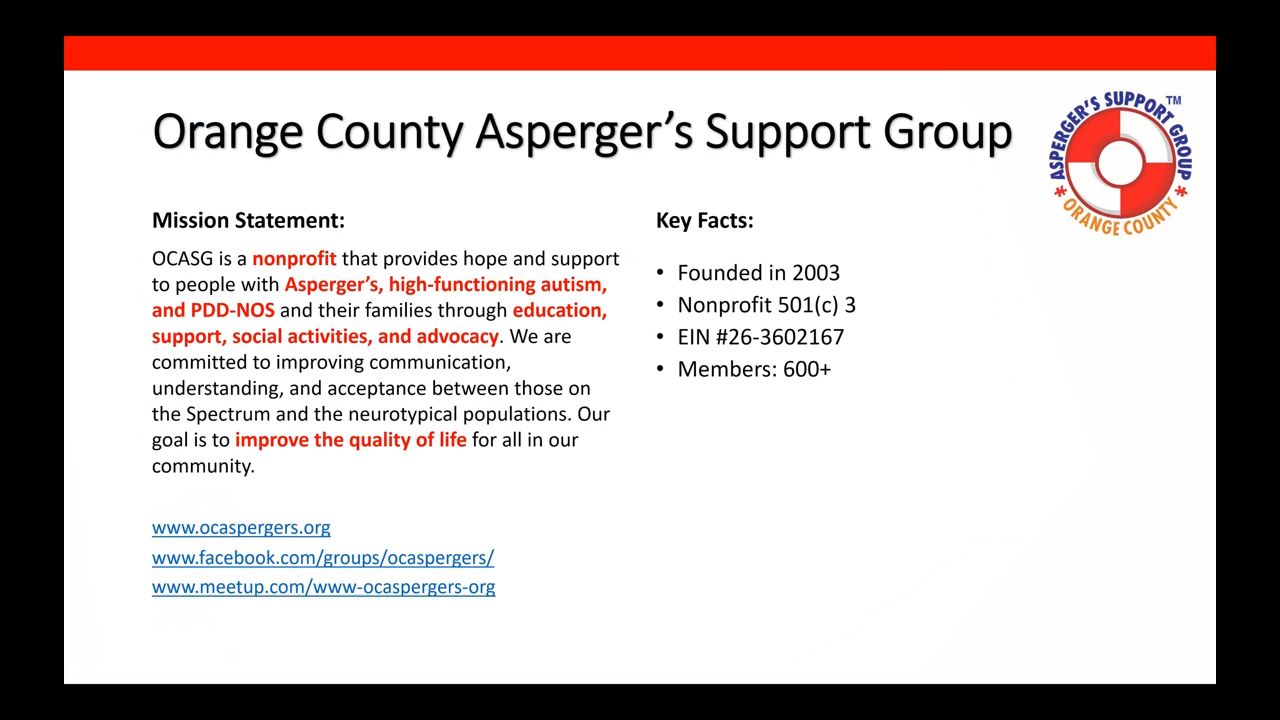 Orange County Asperger’s Support Group
ASPERGER'S SUPPORT GROUP TM
* ORANGE COUNTY *
Mission Statement:
OCASG is a nonprofit that provides hope and support
to people with Asperger’s, high-functioning autism,
and PDD-NOS and their families through education,
support, social activities, and advocacy. We are
committed to improving communication,
understanding, and acceptance between those on
the Spectrum and the neurotypical populations. Our
goal is to improve the quality of life for all in our
community.
www.ocaspergers.org
www.facebook.com/groups/ocaspergers/
www.meetup.com/www-ocaspergers-org
Key Facts:
• Founded in 2003
• Nonprofit 501(c) 3
• EIN #26-3602167
• Members: 600+